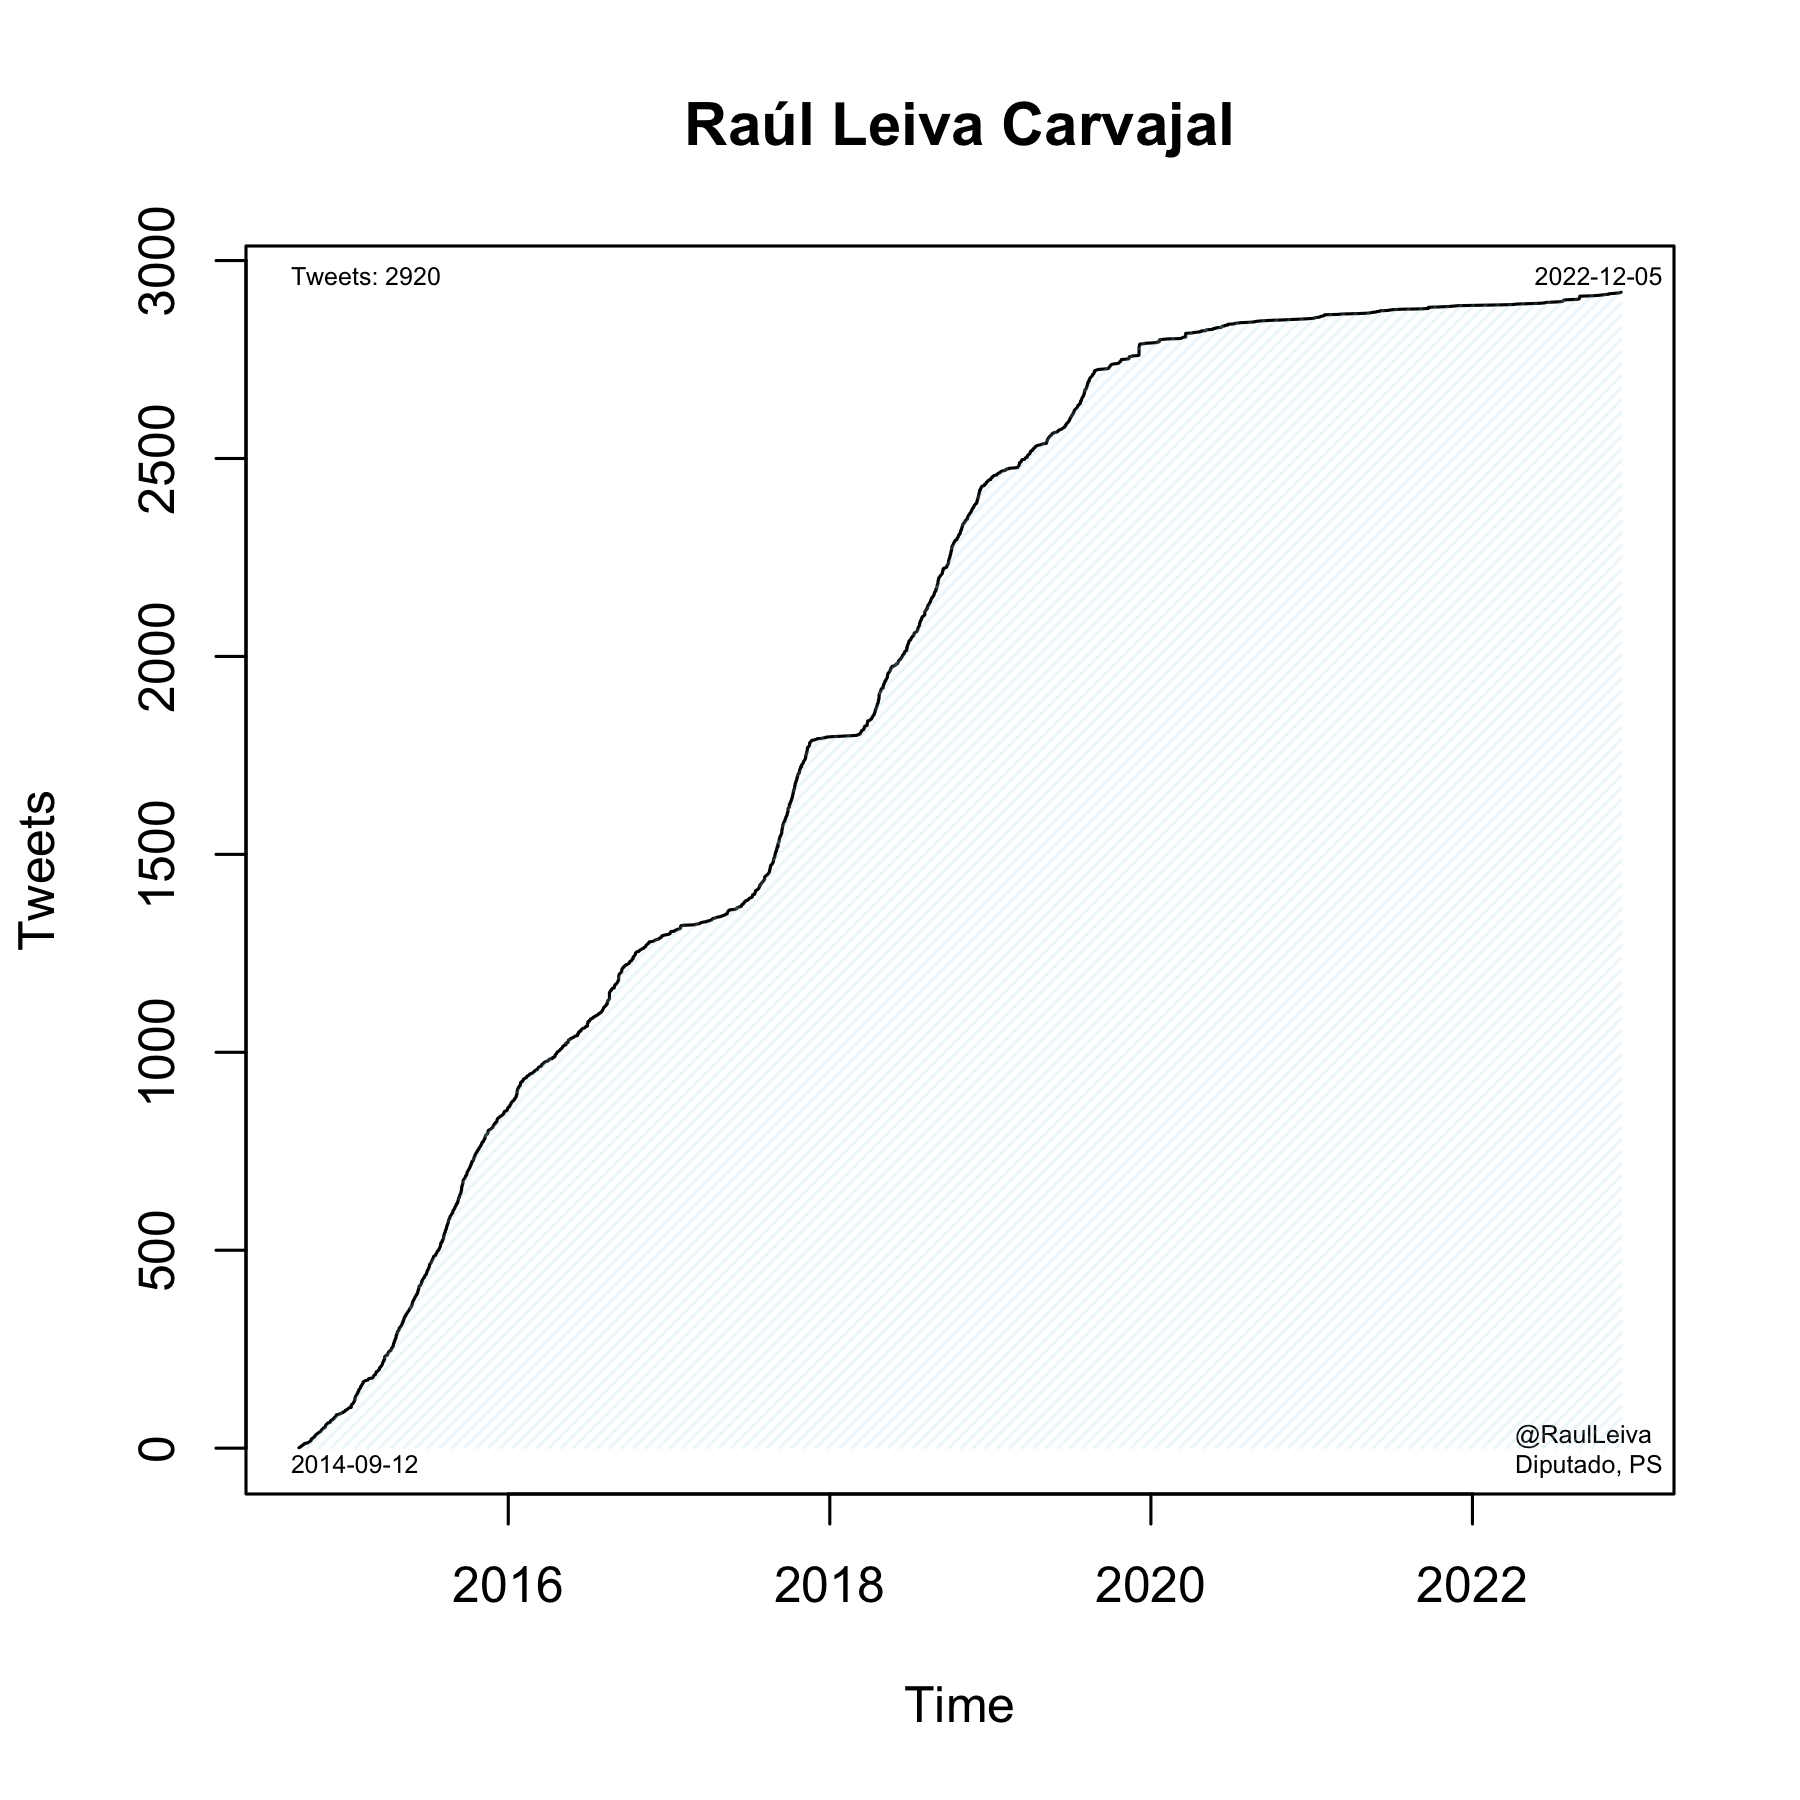 Raúl Leiva Carvajal
Tweets: 2920
2022-12-05
3000
2500
2000
1500
1000
500
0
Tweets
2014-09-12
@RaulLeiva
Diputado, PS
2016
2018
2020
2022
Time